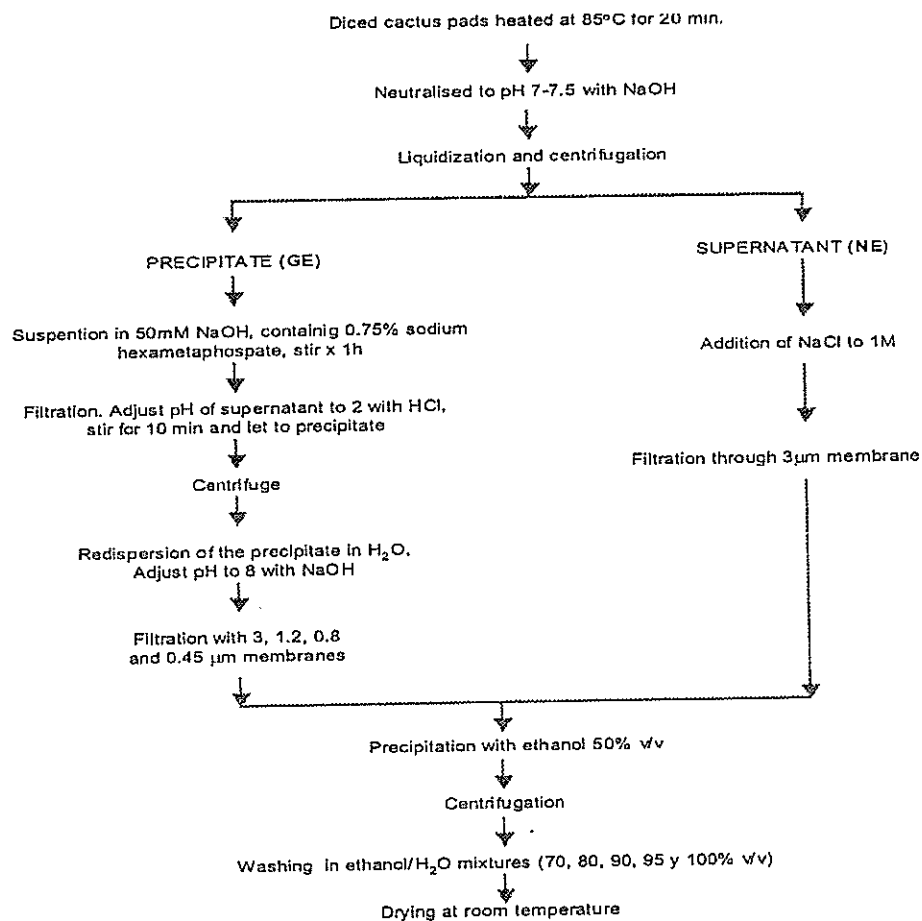 Diced cactus pads heated at 85°C for 20 min.
Neutralised to pH 7-7.5 with NaOH
Liquidization and centrifugation
PRECIPITATE (GE)
Suspention in 50mM NaOH, containig 0.75% sodium
hexametaphospate, stir x 1h
Filtration. Adjust pH of supernatant to 2 with HCl,
stir for 10 min and let to precipitate
Centrifuge
Redispersion of the precipitate in H₂O.
Adjust pH to 8 with NaOH
Filtration with 3, 1.2, 0.8
and 0.45 µm membranes
SUPERNATANT (NE)
Addition of NaCl to 1M
Filtration through 3µm membrane
Precipitation with ethanol 50% v/v
Centrifugation
Washing in ethanol/H₂O mixtures (70, 80, 90, 95 y 100% v/v)
Drying at room temperature